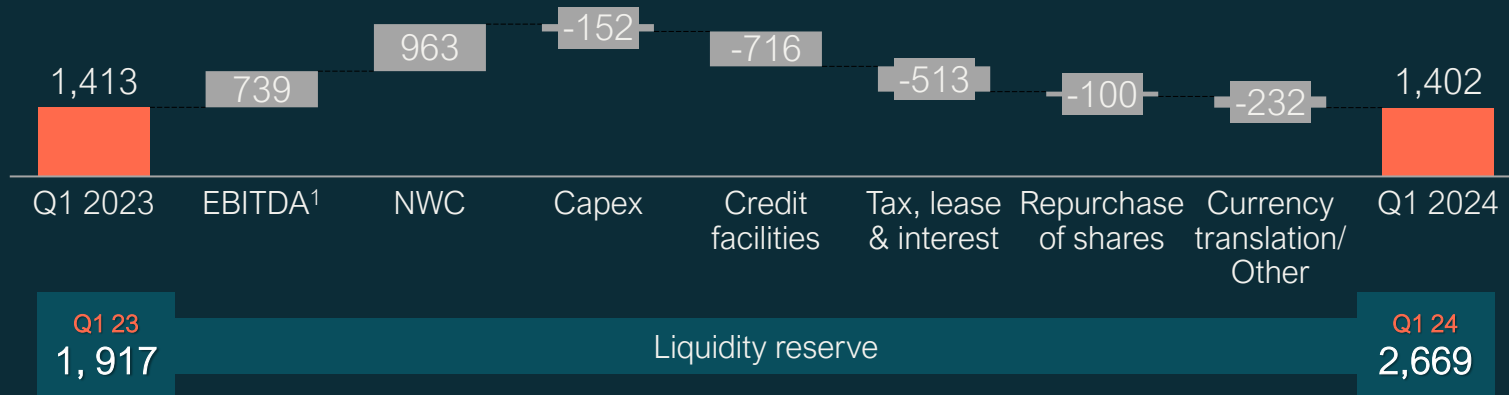 1,413
739
963
-152
-716
-513
-100
-232
1,402
Q1 2023
EBITDA¹
NWC
Capex
Credit
facilities
Tax, lease
& interest
Repurchase
of shares
Currency
translation/
Other
Q1 2024
Q1 23
1, 917
Liquidity reserve
Q1 24
2,669